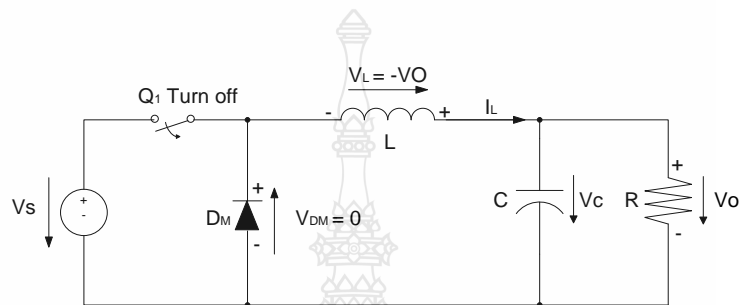 VL = -VO
Q1 Turn off
- +
IL
L
Vs
+
-
DM
+
-
VDM = 0
C
Vc
R
+
-
Vo